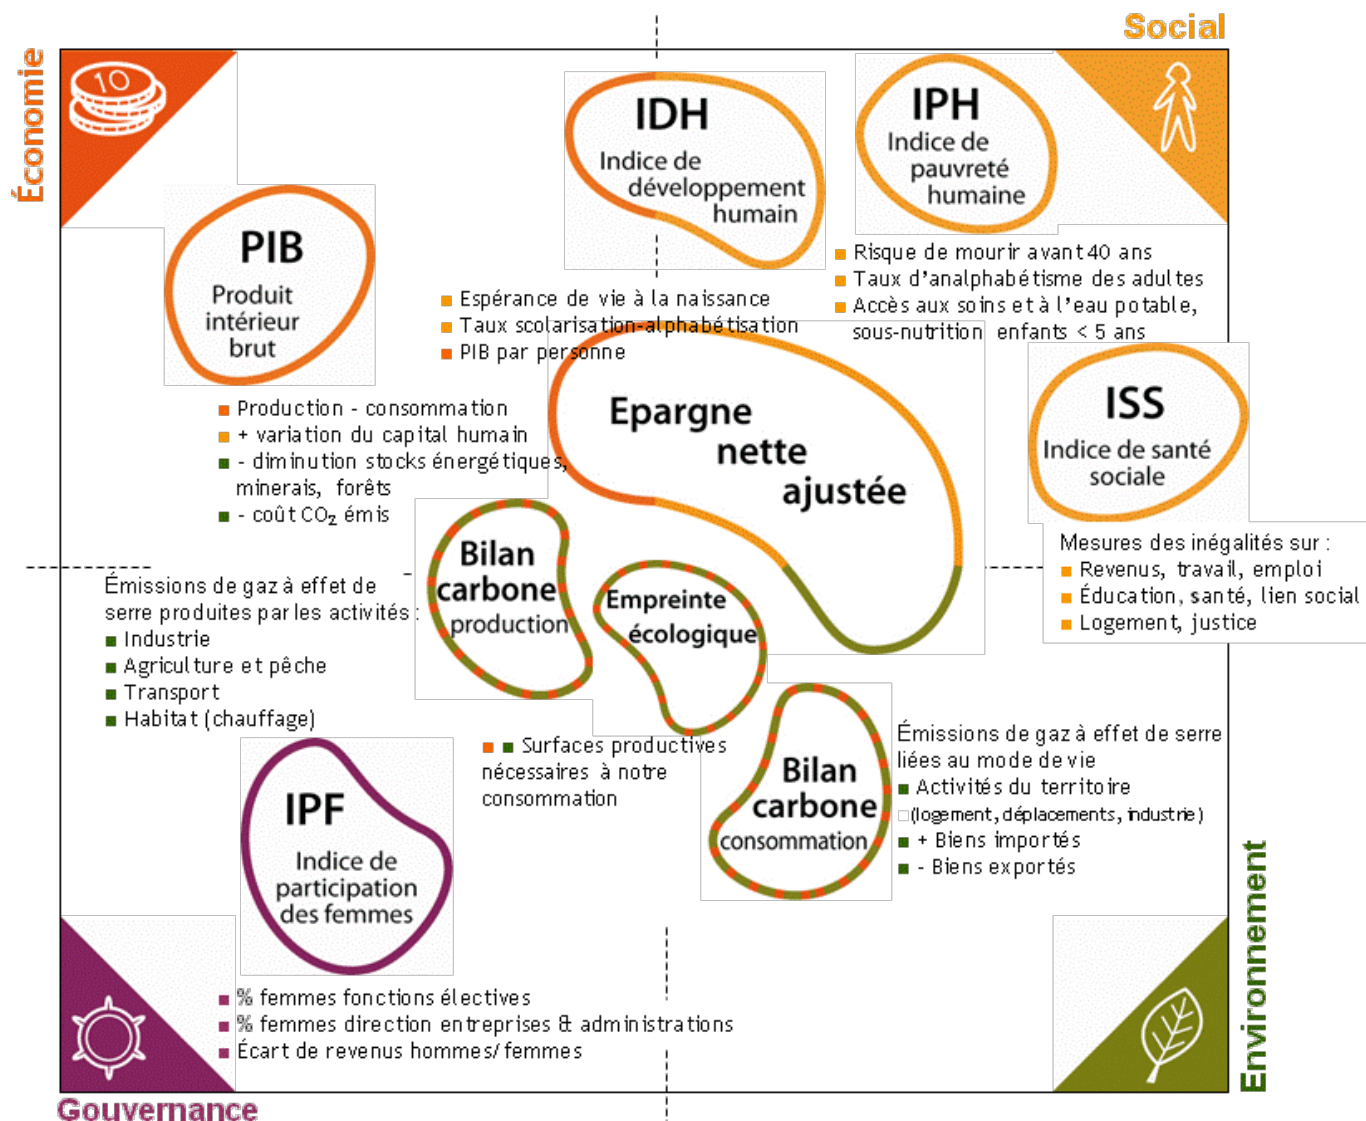 Social
Économie
10
IDH
Indice de
développement
humain
IPH
Indice de
pauvreté
humaine
PIB
Produit
intérieur
brut
Risque de mourir avant 40 ans
Taux d'analphabétisme des adultes
Accès aux soins et à l'eau potable,
sous-nutrition enfants < 5 ans
Espérance de vie à la naissance
Taux scolarisation-alphabétisation
PIB par personne
Epargne
nette
ajustée
ISS
Indice de santé
sociale
Production - consommation
+ variation du capital humain
- diminution stocks énergétiques,
minerais, forêts
- coût CO₂ émis
Mesures des inégalités sur :
Revenus, travail, emploi
Éducation, santé, lien social
Logement, justice
Bilan
carbone
production
Empreinte
écologique
Émissions de gaz à effet de
serre produites par les activités :
Industrie
Agriculture et pêche
Transport
Habitat (chauffage)
Surfaces productives
nécessaires à notre
consommation
Bilan
carbone
consommation
Émissions de gaz à effet de serre
liées au mode de vie
Activités du territoire
(logement, déplacements, industrie)
+ Biens importés
- Biens exportés
IPF
Indice de
participation
des femmes
% femmes fonctions électives
% femmes direction entreprises & administrations
Écart de revenus hommes/femmes
Gouvernance
Environnement